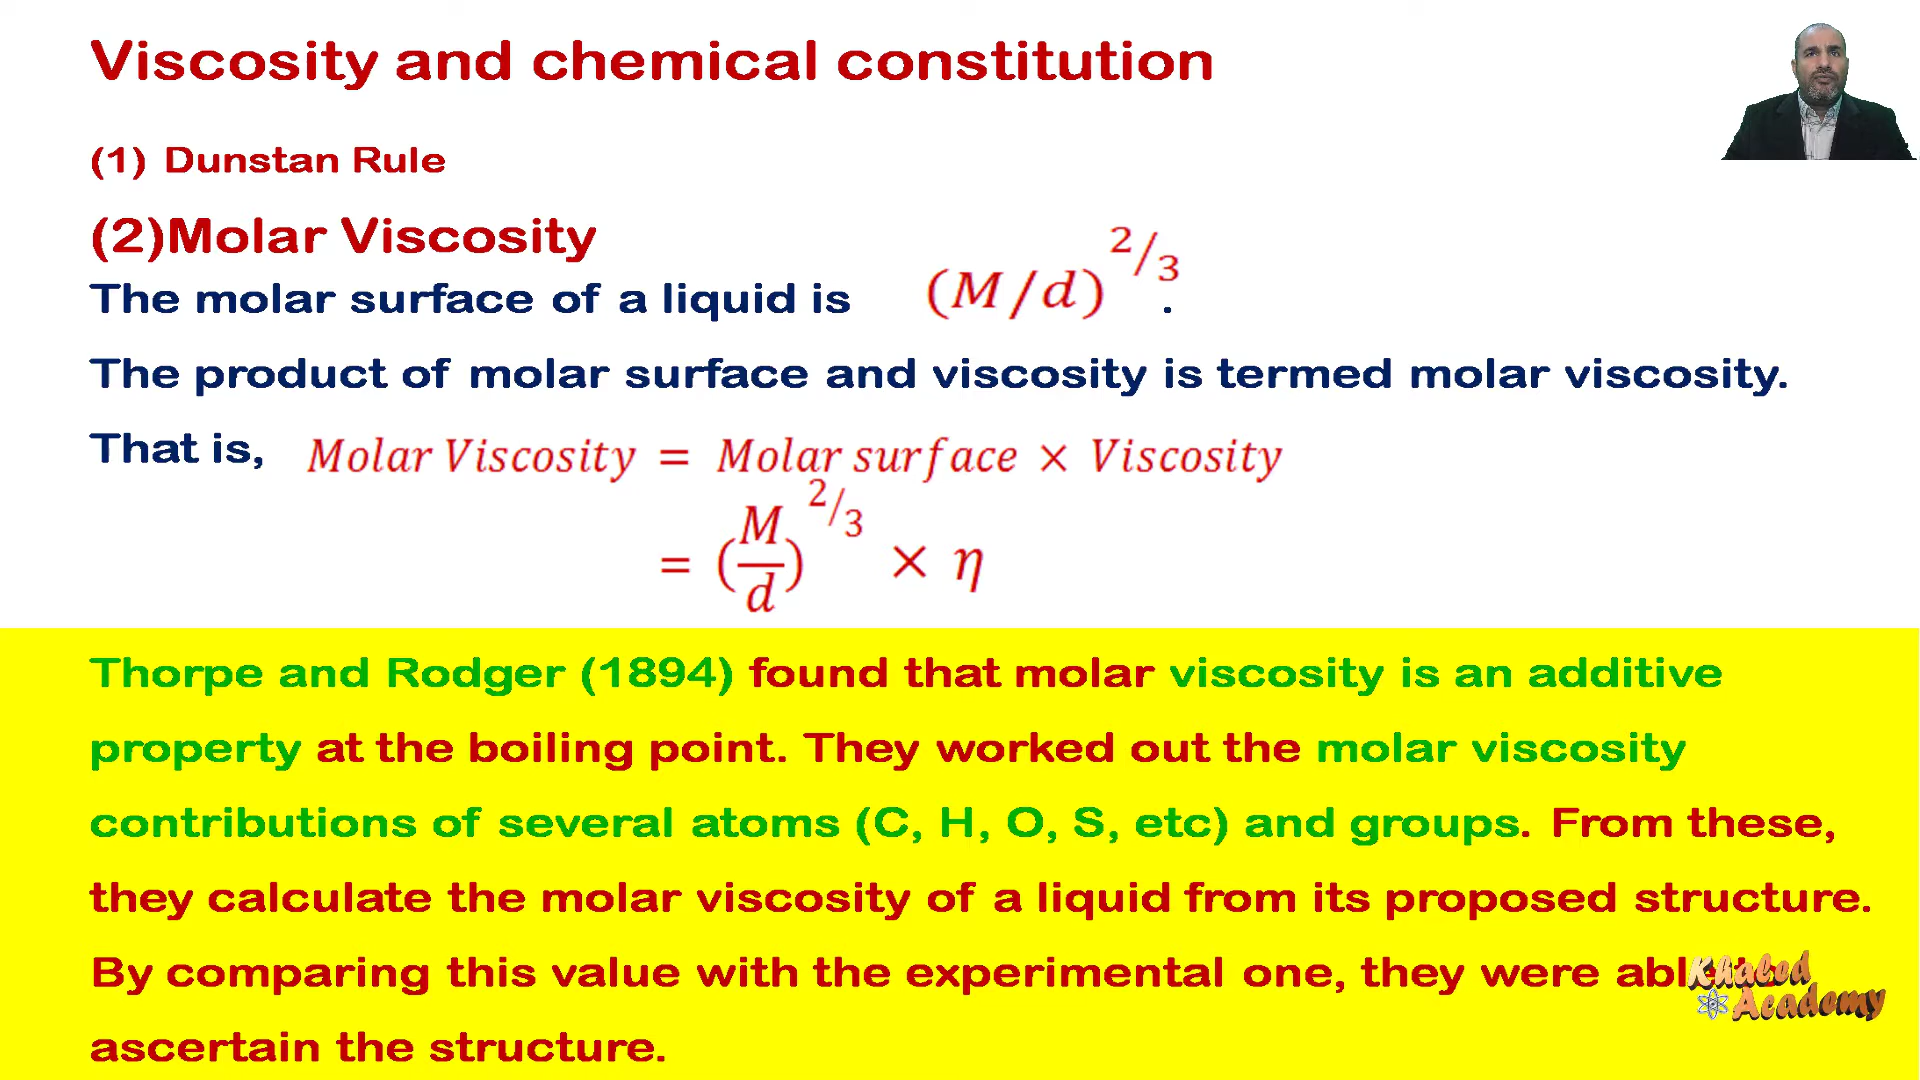 Viscosity and chemical constitution
(1) Dunstan Rule
(2)Molar Viscosity
The molar surface of a liquid is (M/d)^2/3.
The product of molar surface and viscosity is termed molar viscosity.
That is, Molar Viscosity = Molar surface × Viscosity
= (M/d)^2/3 × η
Thorpe and Rodger (1894) found that molar viscosity is an additive
property at the boiling point. They worked out the molar viscosity
contributions of several atoms (C, H, O, S, etc) and groups. From these,
they calculate the molar viscosity of a liquid from its proposed structure.
By comparing this value with the experimental one, they were
ascertain the structure.
Khaled
Academy